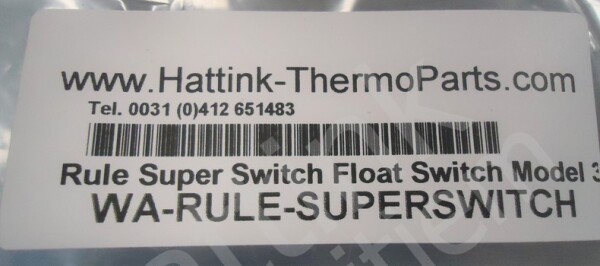 www.Hattink-ThermoParts.com
Tel. 0031 (0)412 651483
Rule Super Switch Float Switch Model 3
WA-RULE-SUPERSWITCH